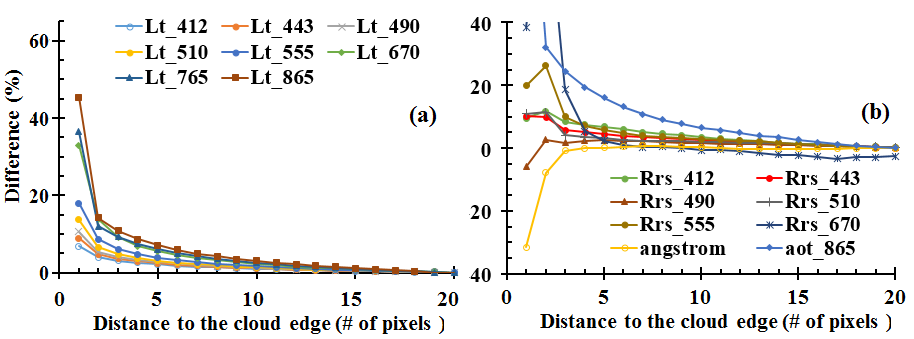 Lt_412 Lt_443 Lt_490
Lt_510 Lt_555 Lt_670
Lt_765 Lt_865
(a)
Difference (%)
60
40
20
0
0 5 10 15 20
Distance to the cloud edge (# of pixels )
40
20
0
20
40
(b)
Rrs_412 Rrs_443
Rrs_490 Rrs_510
Rrs_555 Rrs_670
angstrom aot_865
0 5 10 15 20
Distance to the cloud edge (# of pixels )